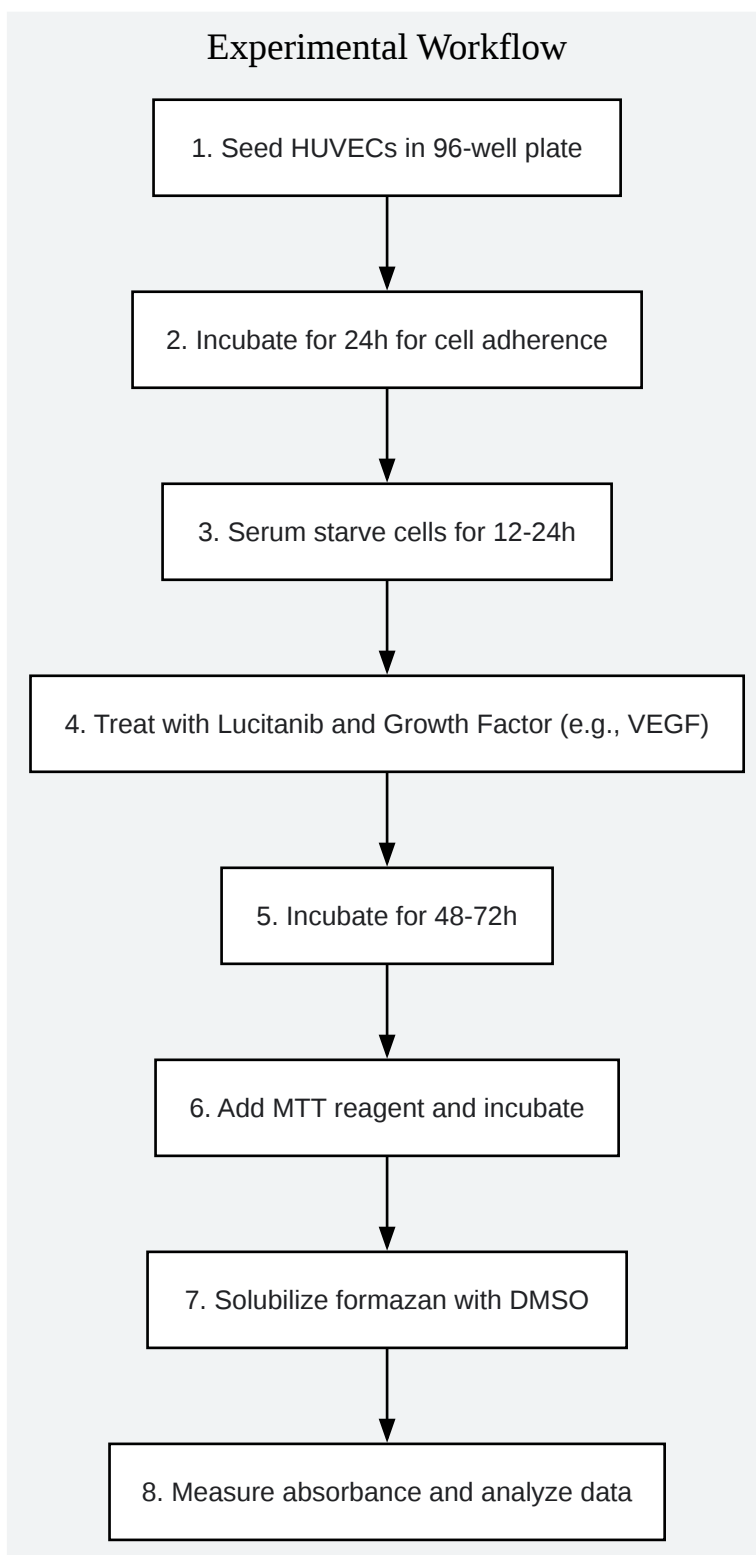 Experimental Workflow
1. Seed HUVECs in 96-well plate
2. Incubate for 24h for cell adherence
3. Serum starve cells for 12-24h
4. Treat with Lucitanib and Growth Factor (e.g., VEGF)
5. Incubate for 48-72h
6. Add MTT reagent and incubate
7. Solubilize formazan with DMSO
8. Measure absorbance and analyze data